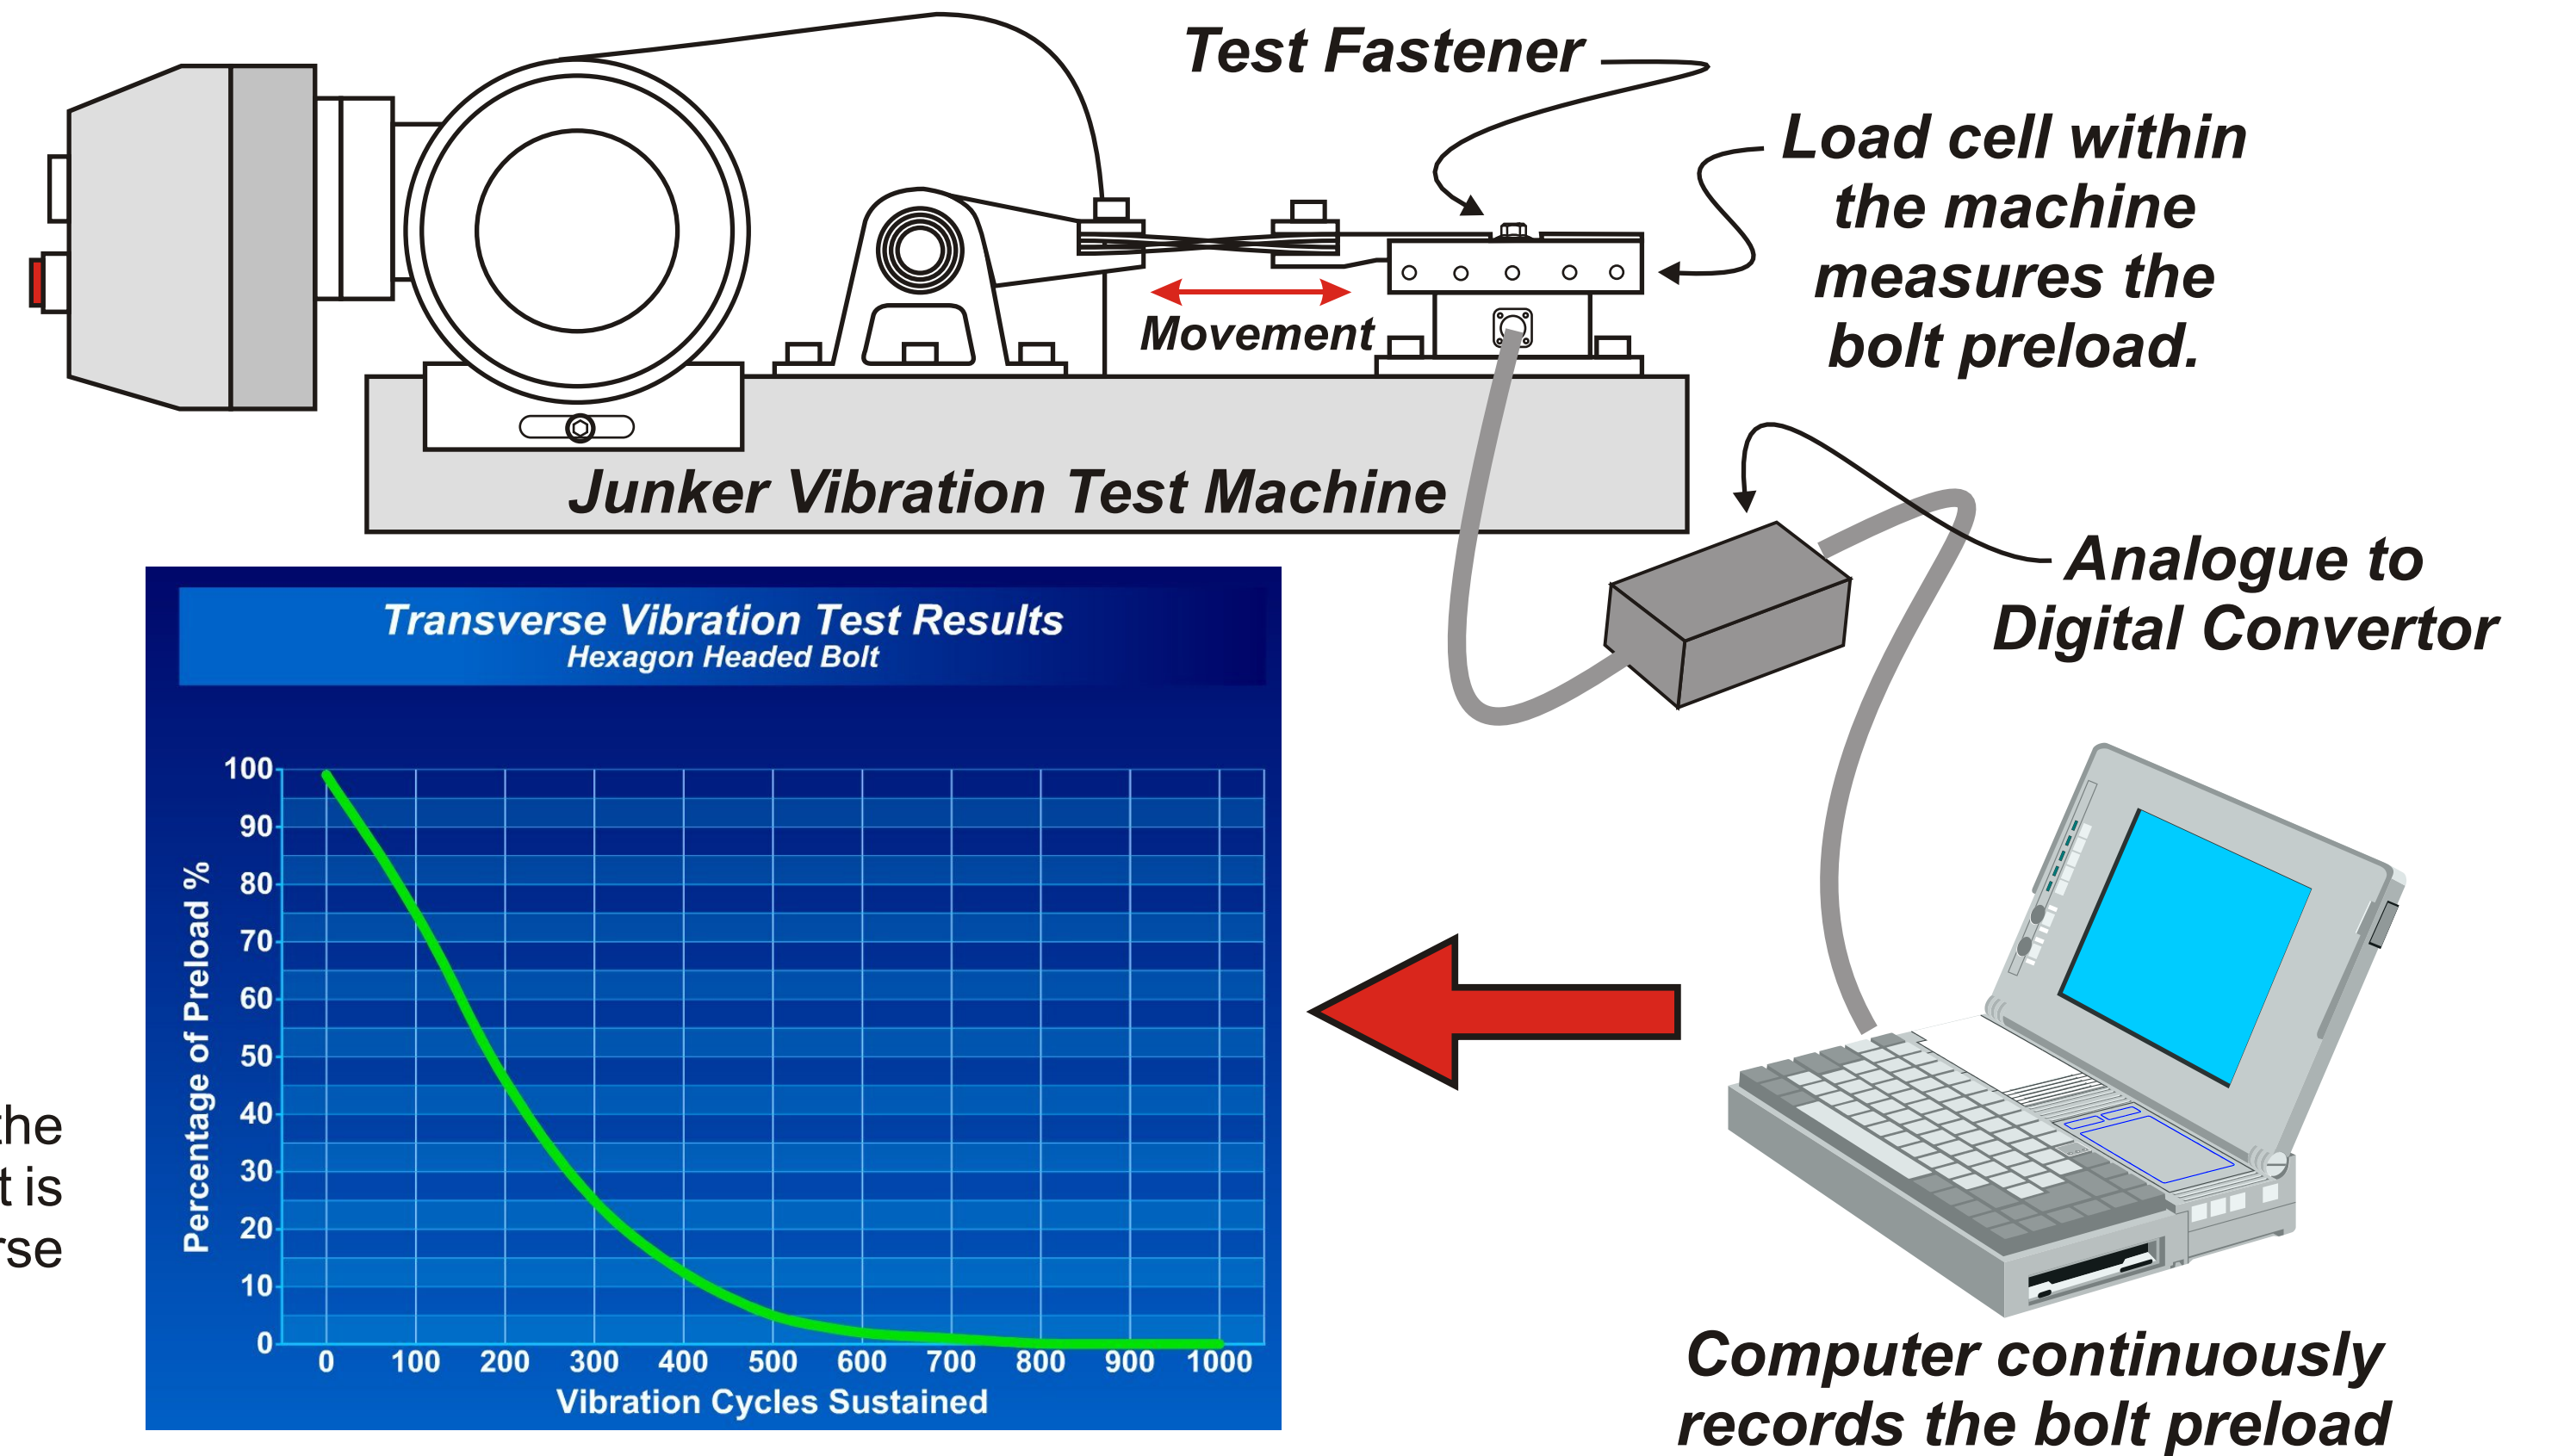 Test Fastener
Load cell within
the machine
measures the
bolt preload.
Movement
Junker Vibration Test Machine
Analogue to
Digital Convertor
Transverse Vibration Test Results
Hexagon Headed Bolt
Percentage of Preload %
100
90
80
70
60
50
40
30
20
10
0
0 100 200 300 400 500 600 700 800 900 1000
Vibration Cycles Sustained
the
is
Computer continuously
records the bolt preload